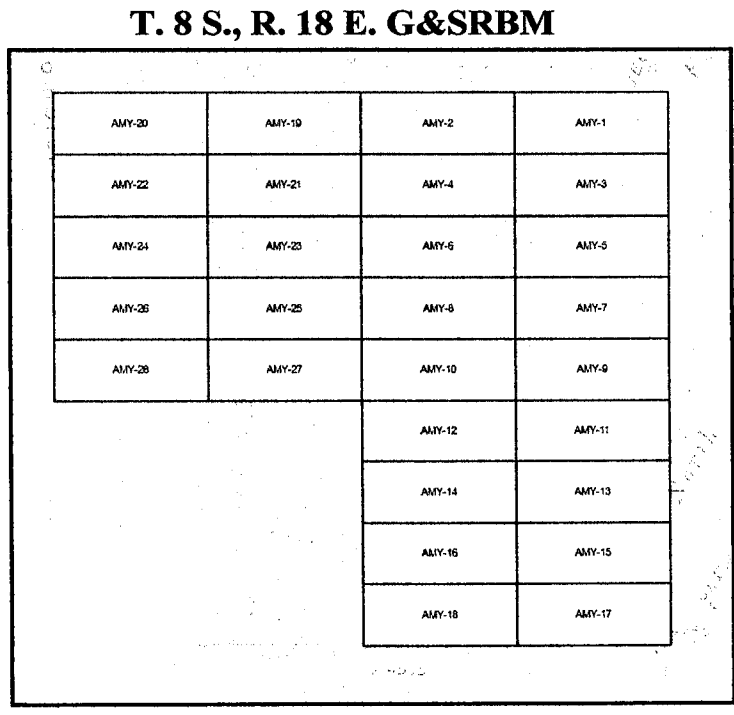 T. 8 S., R. 18 E. G&SRBM
AMY-20 AMY-19 AMY-2 AMY-1
AMY-22 AMY-21 AMY-4 AMY-3
AMY-24 AMY-23 AMY-6 AMY-5
AMY-26 AMY-25 AMY-8 AMY-7
AMY-28 AMY-27 AMY-10 AMY-9
AMY-12 AMY-11
AMY-14 AMY-13
AMY-16 AMY-15
AMY-18 AMY-17